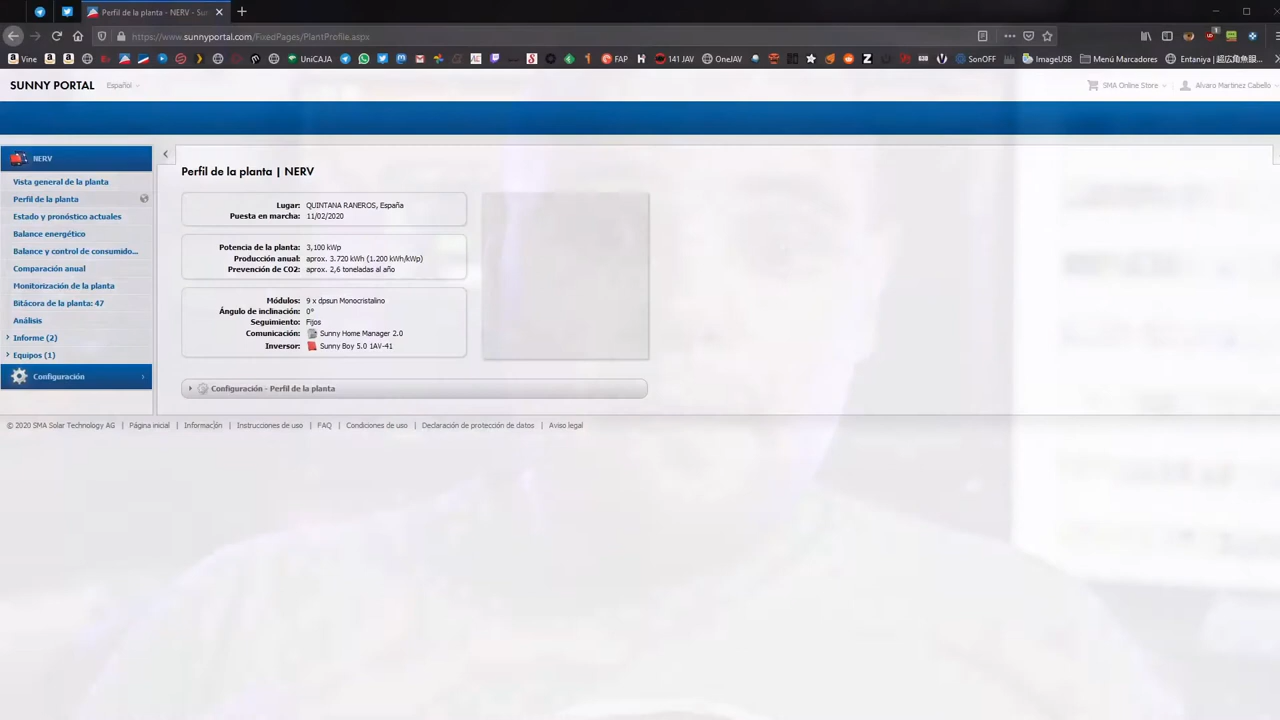 Perfil de la planta - NERV - Su
https://www.sunnyportal.com/FixedPages/PlantProfile.aspx
Vine
UniCAJA
FAP
141 JAV
OneJAV
SonOFF
ImageUSB
Menú Marcadores
SUNNY PORTAL
Español
SMA Online Store
Alvaro Martinez Cabello
NERV
Vista general de la planta
Perfil de la planta
Estado y pronóstico actuales
Balance energético
Balance y control de consumido...
Comparación anual
Monitorización de la planta
Bitácora de la planta: 47
Análisis
Informe (2)
Equipos (1)
Configuración
Perfil de la planta | NERV
Lugar: QUINTANA RANEROS, España
Puesta en marcha: 11/02/2020
Potencia de la planta: 3,100 kWp
Producción anual: aprox. 3.720 kWh (1.200 kWh/kWp)
Prevención de CO2: aprox. 2,6 toneladas al año
Módulos: 9 x dpsun Monocristalino
Ángulo de inclinación: 0°
Seguimiento: Fijos
Comunicación: Sunny Home Manager 2.0
Inversor: Sunny Boy 5.0 1AV-41
Configuración - Perfil de la planta
© 2020 SMA Solar Technology AG | Página inicial | Información | Instrucciones de uso | FAQ | Condiciones de uso | Declaración de protección de datos | Aviso legal